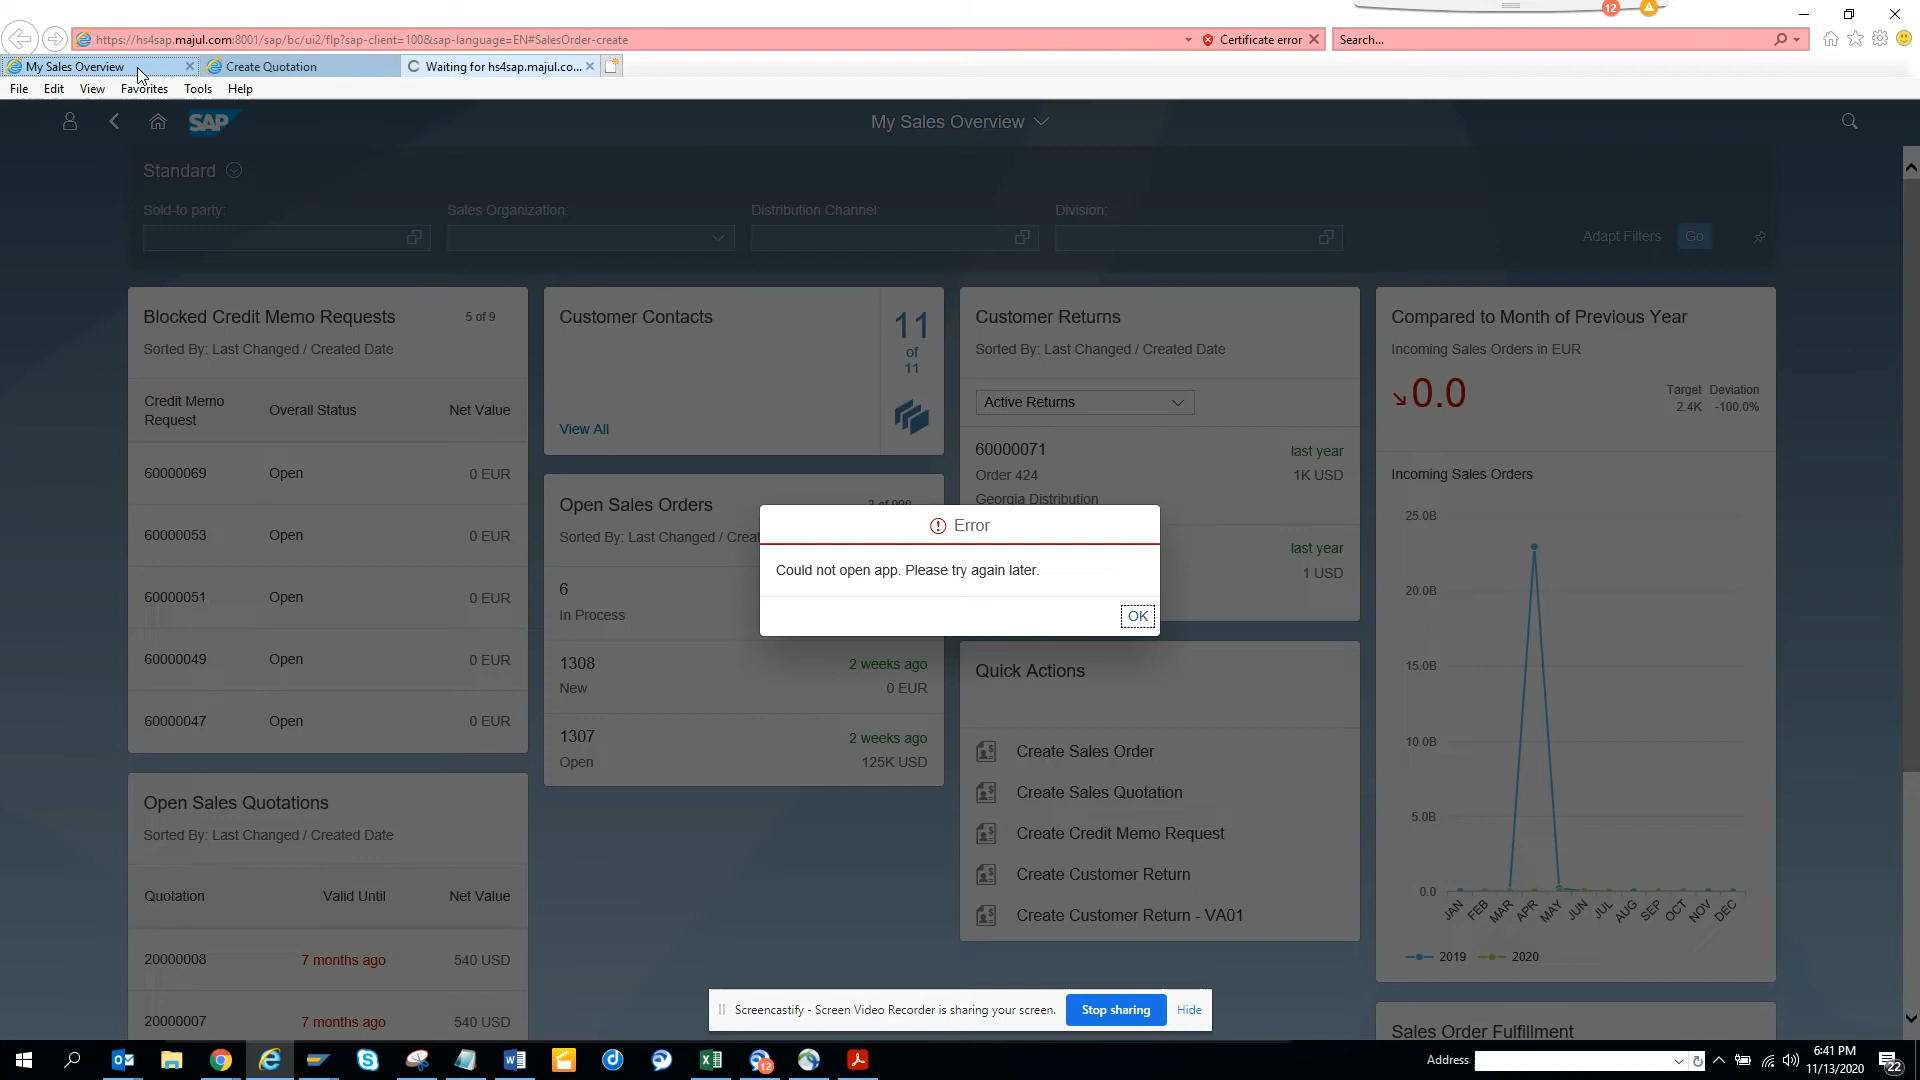 12
https://hs4sap.majul.com:8001/sap/bc/ui2/flp?sap-client=100&sap-language=EN#SalesOrder-create
Certificate error
Search...
My Sales Overview
Create Quotation
Waiting for hs4sap.majul.co...
File Edit View Favorites Tools Help
SAP
My Sales Overview
Standard
Sold-to party:
Sales Organization:
Distribution Channel:
Division:
Adapt Filters
Go
Blocked Credit Memo Requests
5 of 9
Sorted By: Last Changed / Created Date
Credit Memo
Request
Overall Status
Net Value
60000069 Open 0 EUR
60000053 Open 0 EUR
60000051 Open 0 EUR
60000049 Open 0 EUR
60000047 Open 0 EUR
Open Sales Quotations
Sorted By: Last Changed / Created Date
Quotation Valid Until Net Value
20000008 7 months ago 540 USD
20000007 7 months ago 540 USD
Customer Contacts
11
of
11
View All
Open Sales Orders
Sorted By: Last Changed / Crea
6
In Process
1308 2 weeks ago
New 0 EUR
1307 2 weeks ago
Open 125K USD
Customer Returns
Sorted By: Last Changed / Created Date
Active Returns
60000071 last year
Order 424 1K USD
Georgia Distribution
last year
1 USD
Error
Could not open app. Please try again later.
OK
Quick Actions
Create Sales Order
Create Sales Quotation
Create Credit Memo Request
Create Customer Return
Create Customer Return - VA01
Compared to Month of Previous Year
Incoming Sales Orders in EUR
0.0
Target Deviation
2.4K -100.0%
Incoming Sales Orders
25.0B
20.0B
15.0B
10.0B
5.0B
0.0
JAN FEB MAR APR MAY JUN JUL AUG SEP OCT NOV DEC
2019 2020
Sales Order Fulfillment
Screencastify - Screen Video Recorder is sharing your screen.
Stop sharing
Hide
12
Address
6:41 PM
11/13/2020
22